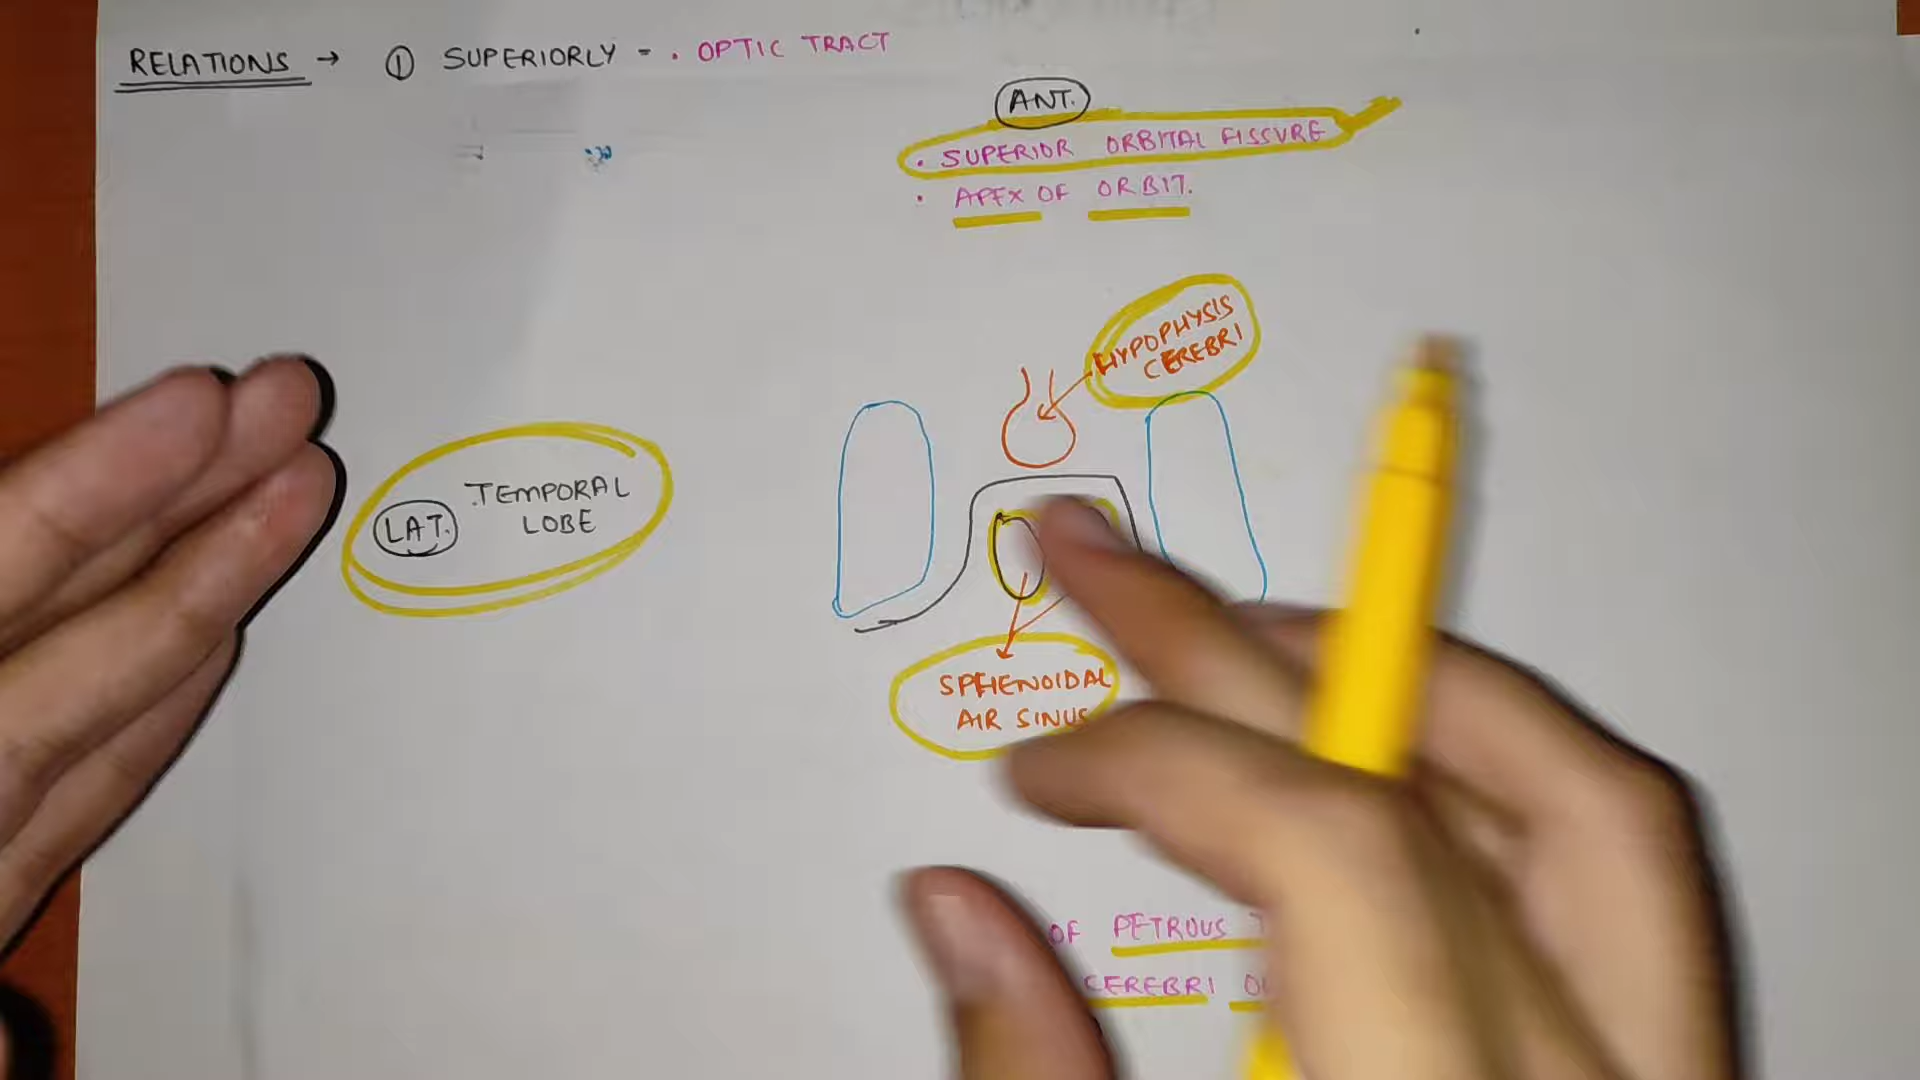 RELATIONS → ① SUPERIORLY - . OPTIC TRACT
ANT.
. SUPERIOR ORBITAL FISSURE
. APEX OF ORBIT.
HYPOPHYSIS
CEREBRI
LAT. .TEMPORAL
LOBE
SPHENOIDAL
AIR SINUS
OF PETROUS
CEREBRI